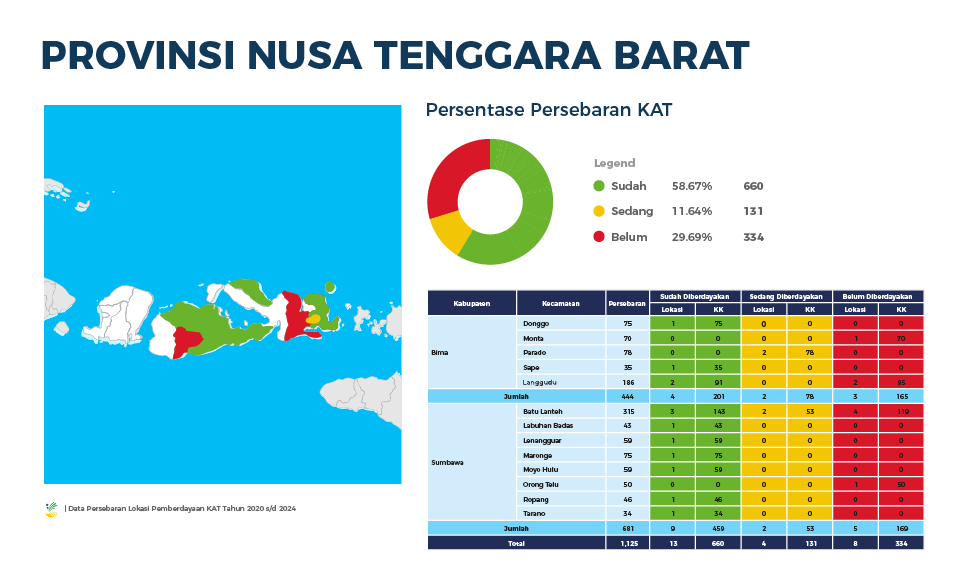 PROVINSI NUSA TENGGARA BARAT
Persentase Persebaran KAT
Legend
Sudah 58.67% 660
Sedang 11.64% 131
Belum 29.69% 334
Kabupaten Kecamatan Persebaran Sudah Diberdayakan Sedang Diberdayakan Belum Diberdayakan
Lokasi KK Lokasi KK Lokasi KK
Bima
Donggo 75 1 75 0 0 0 0
Monta 70 0 0 0 0 1 70
Parado 78 0 0 2 78 0 0
Sape 35 1 35 0 0 0 0
Langgudu 186 2 91 0 0 2 95
Jumlah 444 4 201 2 78 3 165
Sumbawa
Batu Lanteh 315 3 143 2 53 4 119
Labuhan Badas 43 1 43 0 0 0 0
Lenangguar 59 1 59 0 0 0 0
Maronge 75 1 75 0 0 0 0
Moyo Hulu 59 1 59 0 0 0 0
Orong Telu 50 0 0 0 0 1 50
Ropang 46 1 46 0 0 0 0
Tarano 34 1 34 0 0 0 0
Jumlah 681 9 459 2 53 5 169
Total 1,125 13 660 4 131 8 334
| Data Persebaran Lokasi Pemberdayaan KAT Tahun 2020 s/d 2024